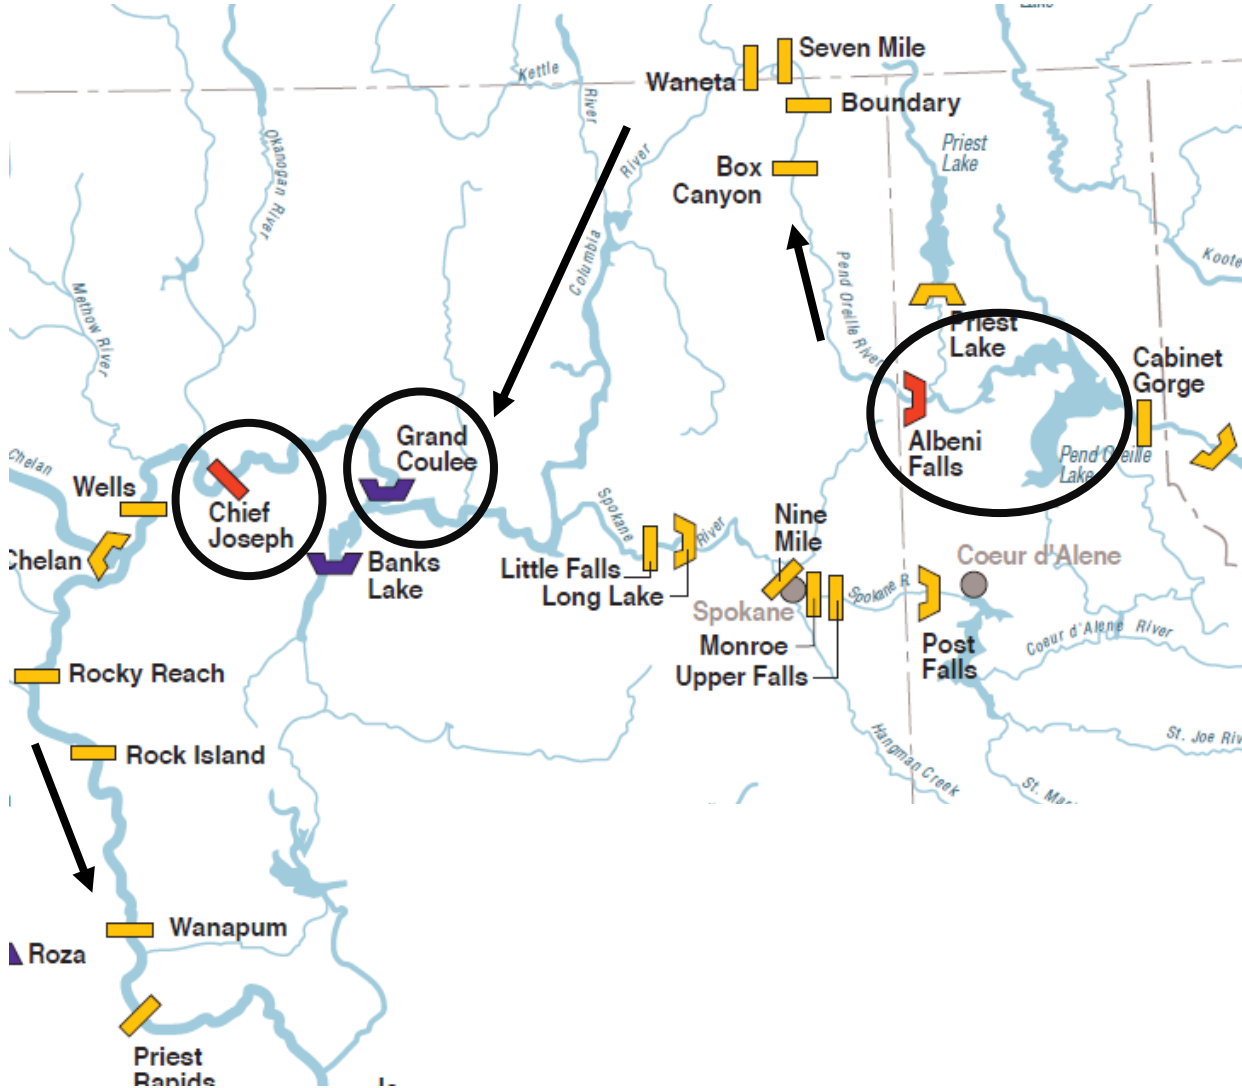 Lake
Seven Mile
Kettle
Waneta
River
Boundary
Okanogan River
River
Priest
Lake
Box
Canyon
Columbia
Pend Oreille River
Koote
Methow River
Priest
Lake
Cabinet
Gorge
Grand
Coulee
Albeni
Falls
Pend Oreille
Lake
Chelan
Wells
Chief
Joseph
Spokane
River
Nine
Mile
Chelan
Banks
Lake
Little Falls
Long Lake
Coeur d'Alene
Spokane
Spokane R.
Monroe
Upper Falls
Post
Falls
Coeur d'Alene River
Rocky Reach
Rock Island
Hangman Creek
St. Joe Riv
St. Mar
Wanapum
Roza
Priest
Rapids